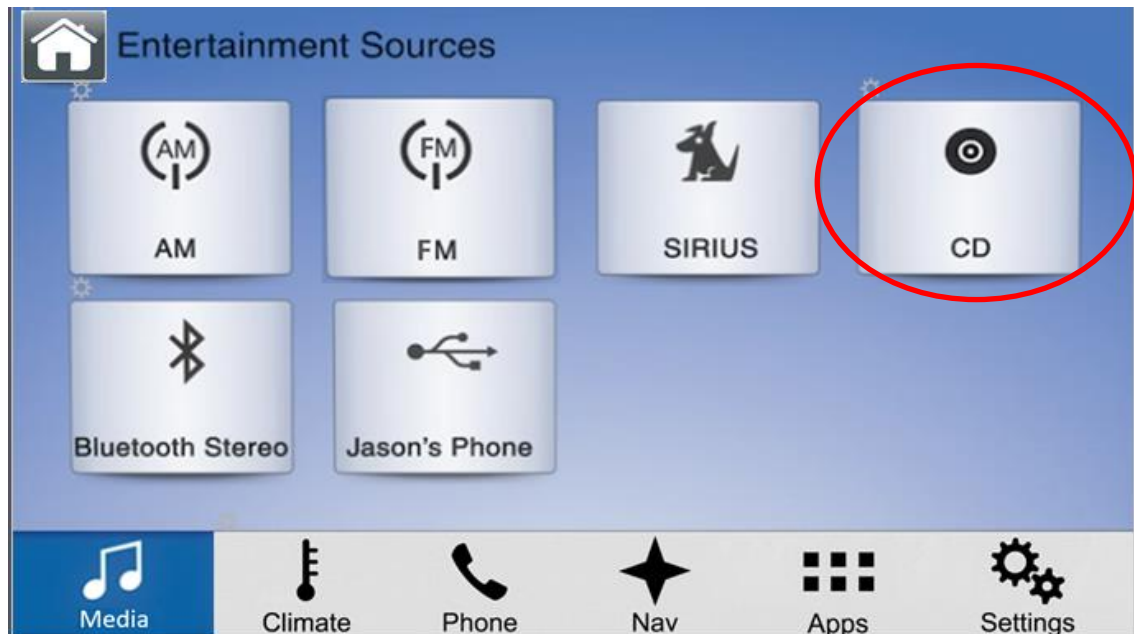 Entertainment Sources
AM
FM
AM
FM
SIRIUS
CD
Bluetooth Stereo
Jason's Phone
Media
Climate
Phone
Nav
Apps
Settings